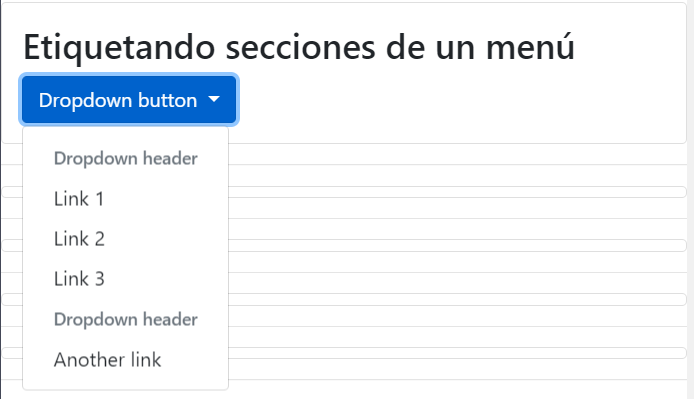 Etiquetando secciones de un menú
Dropdown button
Dropdown header
Link 1
Link 2
Link 3
Dropdown header
Another link